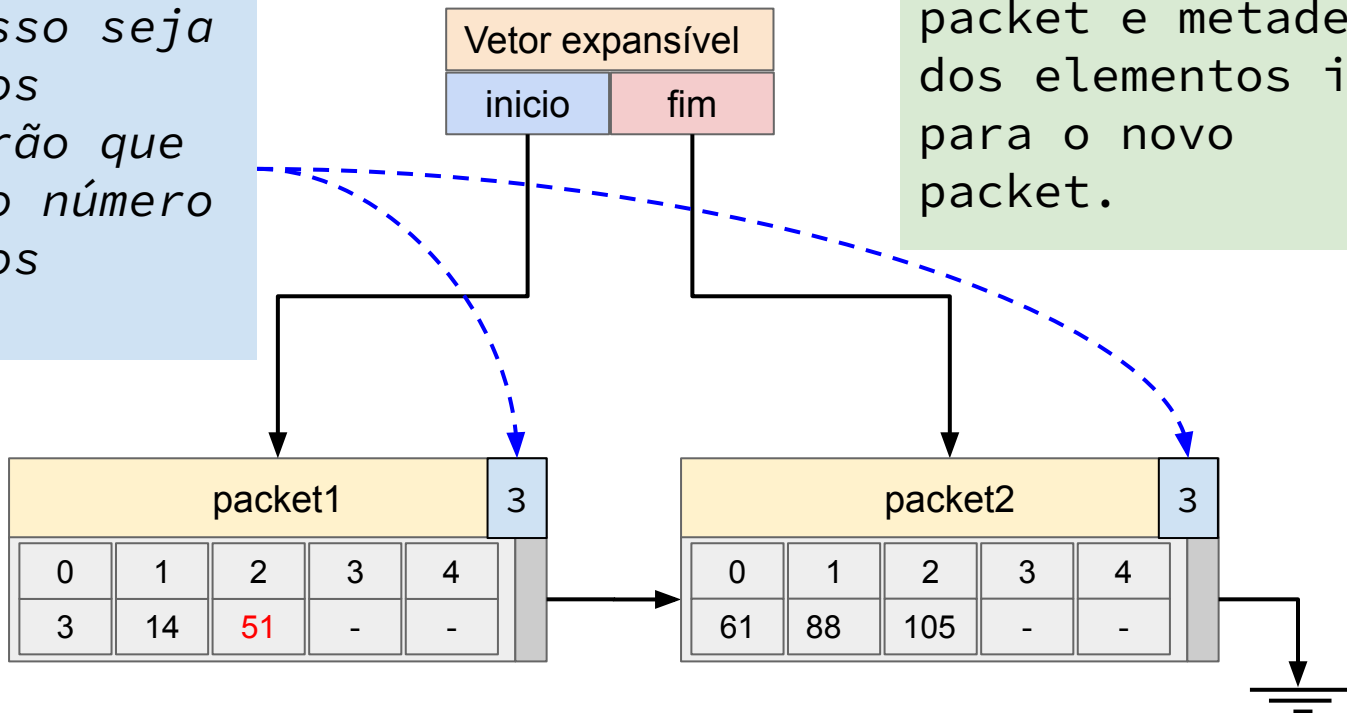 sso seja
os
rão que
o número
os
Vetor expansível
inicio fim
packet e metade
dos elementos i
para o novo
packet.
packet1 3
0 1 2 3 4
3 14 51 - -
packet2 3
0 1 2 3 4
61 88 105 - -